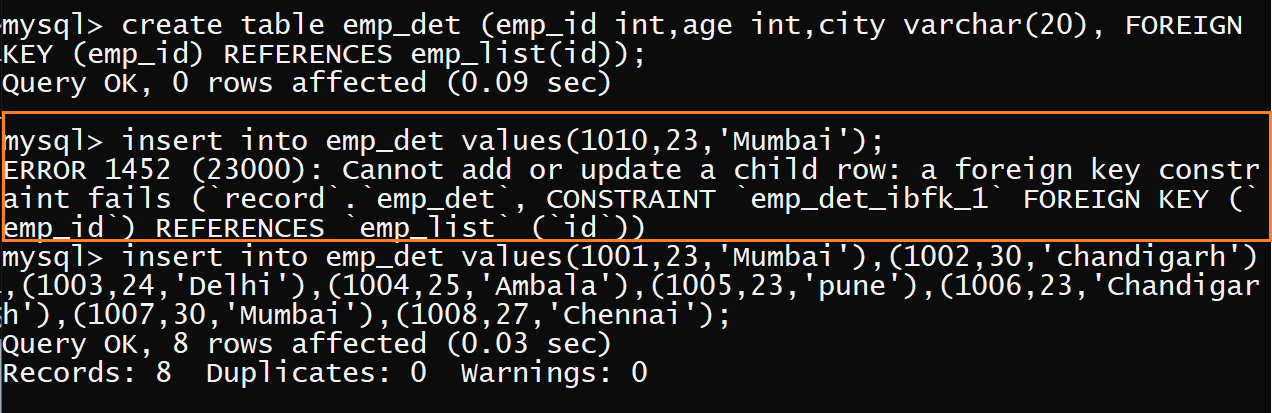 mysql> create table emp_det (emp_id int,age int,city varchar(20), FOREIGN
KEY (emp_id) REFERENCES emp_list(id));
Query OK, 0 rows affected (0.09 sec)
mysql> insert into emp_det values(1010,23,'Mumbai');
ERROR 1452 (23000): Cannot add or update a child row: a foreign key constr
aint fails (`record`.`emp_det`, CONSTRAINT `emp_det_ibfk_1` FOREIGN KEY (`
emp_id`) REFERENCES `emp_list` (`id`))
mysql> insert into emp_det values(1001,23,'Mumbai'),(1002,30,'chandigarh')
,(1003,24,'Delhi'),(1004,25,'Ambala'),(1005,23,'pune'),(1006,23,'Chandigar
h'),(1007,30,'Mumbai'),(1008,27,'Chennai');
Query OK, 8 rows affected (0.03 sec)
Records: 8  Duplicates: 0  Warnings: 0